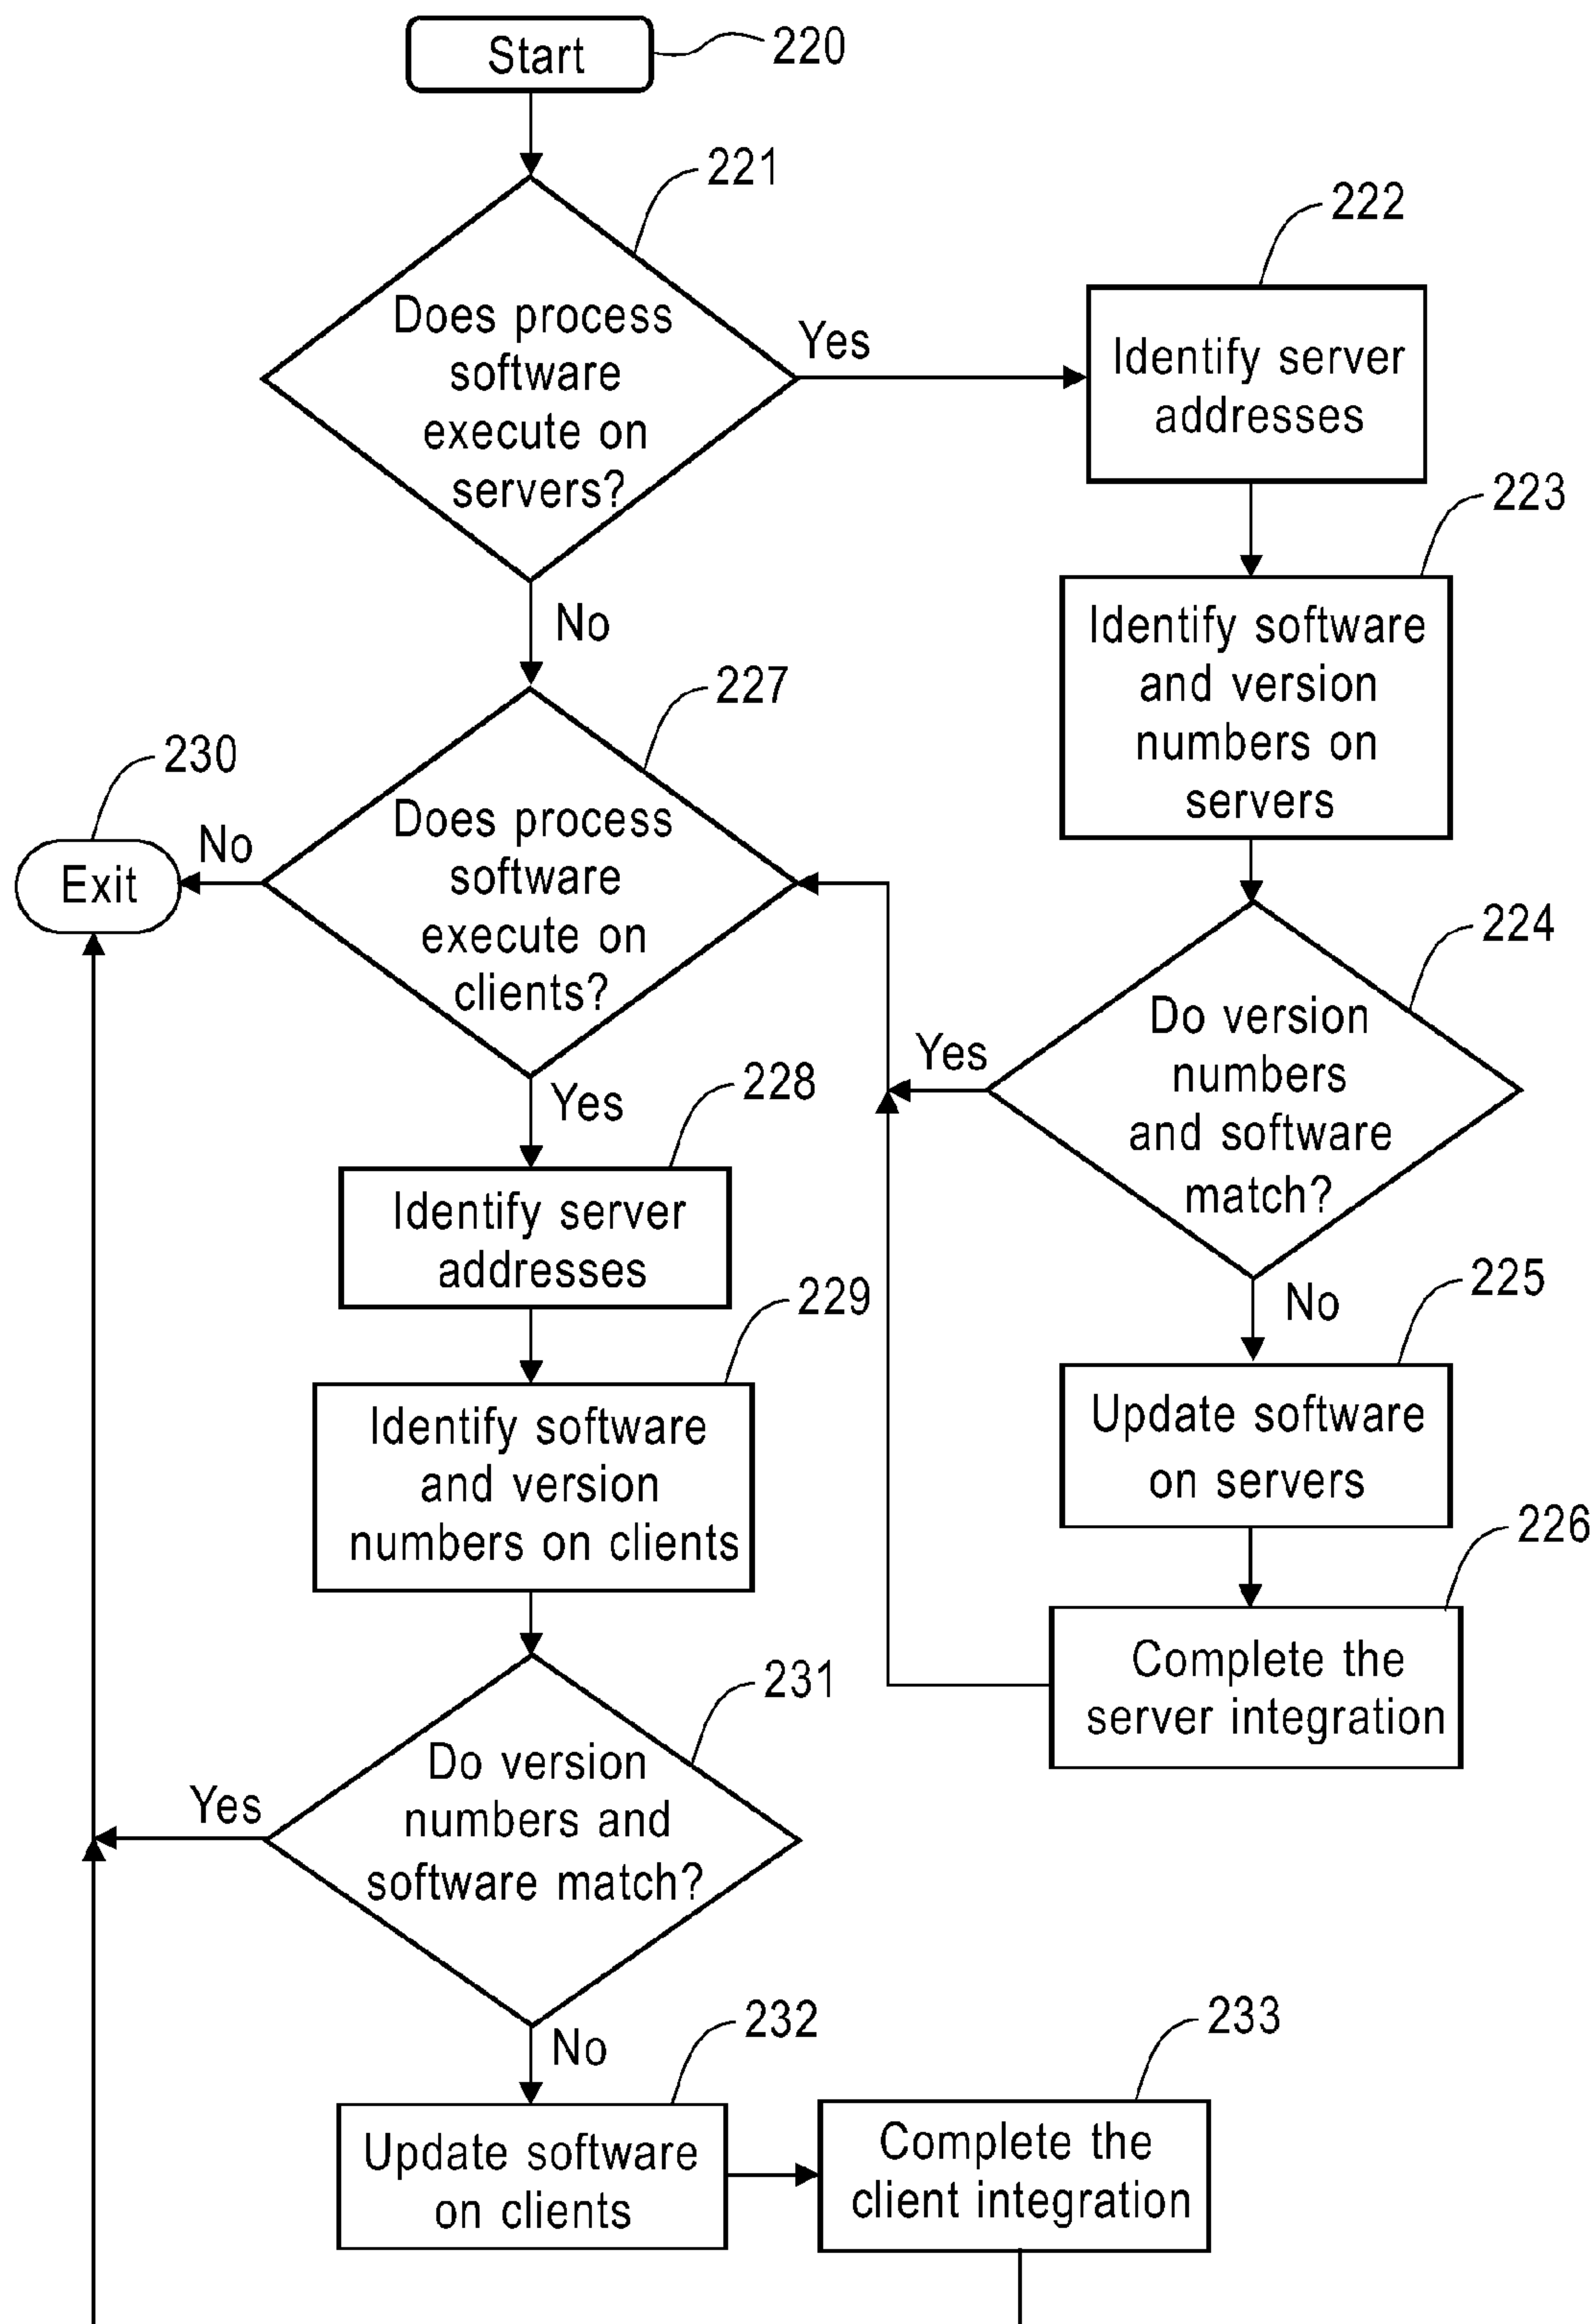 Start
220
221
Does process
software
execute on
servers?
Yes
No
222
Identify server
addresses
223
Identify software
and version
numbers on
servers
224
Do version
numbers
and software
match?
Yes
No
225
Update software
on servers
226
Complete the
server integration
227
Does process
software
execute on
clients?
No
230
Exit
Yes
228
Identify server
addresses
229
Identify software
and version
numbers on clients
231
Do version
numbers and
software match?
Yes
No
232
Update software
on clients
233
Complete the
client integration